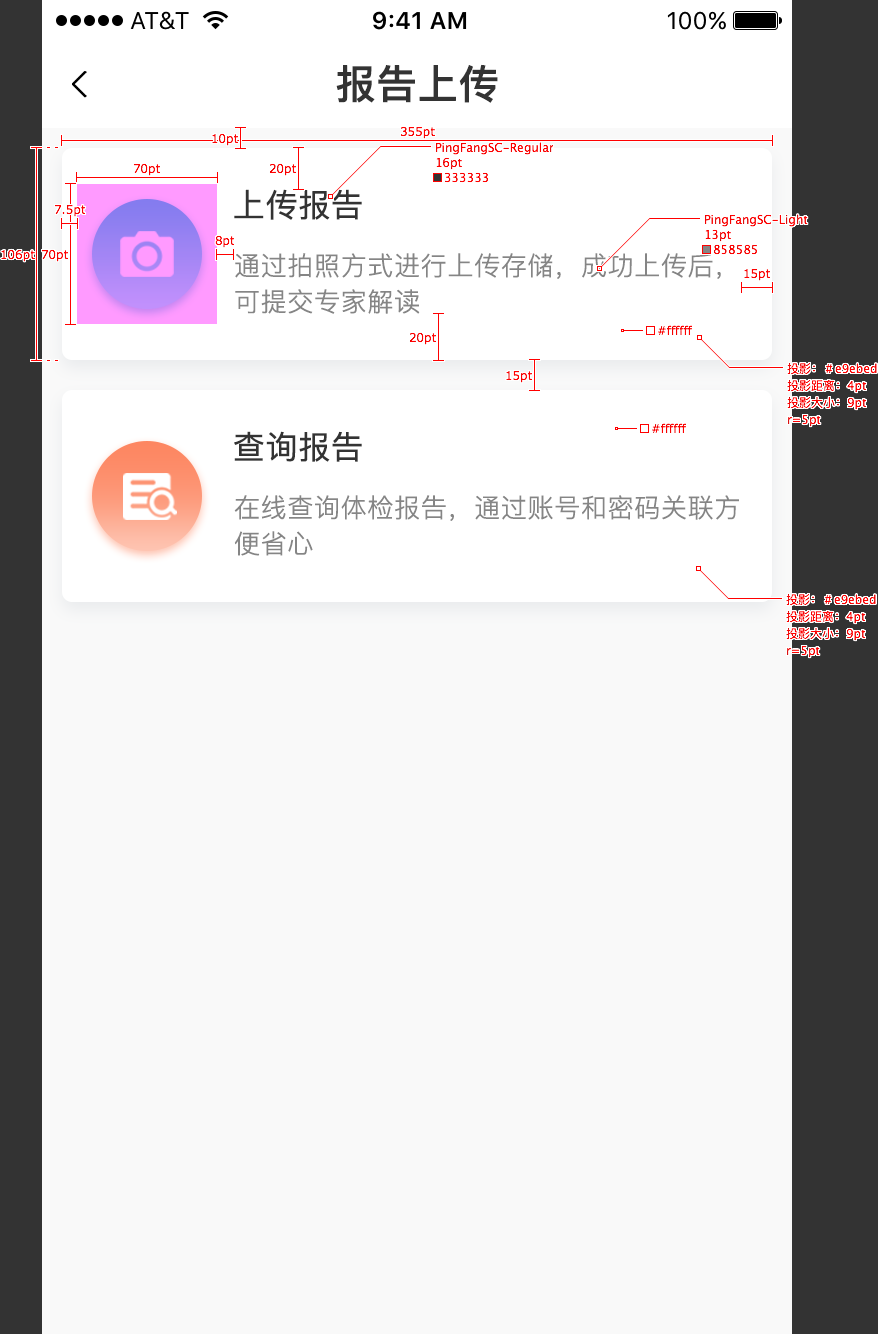 AT&T 9:41 AM 100%
报告上传
355pt
10pt
PingFangSC-Regular
16pt
333333
20pt
70pt
上传报告
7.5pt
8pt
106pt
70pt
PingFangSC-Light
13pt
858585
通过拍照方式进行上传存储，成功上传后，
可提交专家解读
15pt
#ffffff
20pt
投影：#e9ebed
投影距离：4pt
投影大小：9pt
r=5pt
15pt
#ffffff
查询报告
在线查询体检报告，通过账号和密码关联方
便省心
投影：#e9ebed
投影距离：4pt
投影大小：9pt
r=5pt